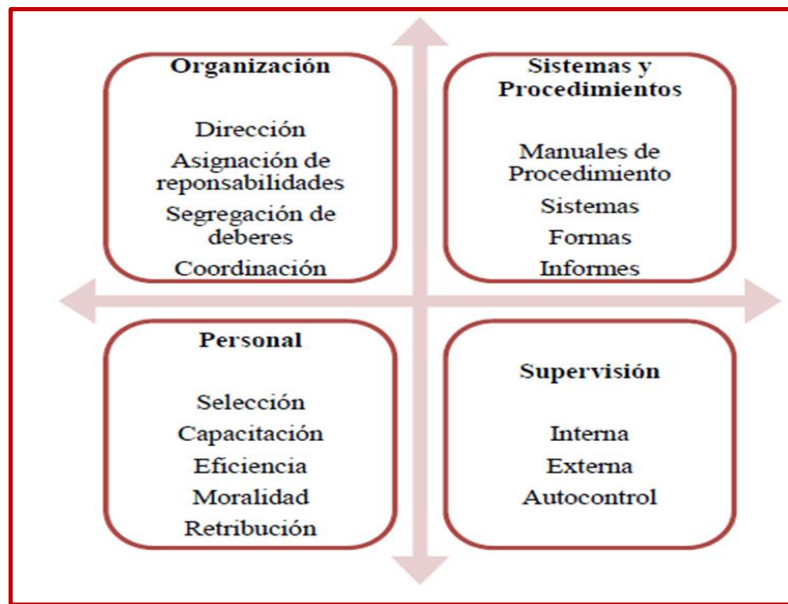 Organización
Dirección
Asignación de
reponsabilidades
Segregación de
deberes
Coordinación
Sistemas y
Procedimientos
Manuales de
Procedimiento
Sistemas
Formas
Informes
Personal
Selección
Capacitación
Eficiencia
Moralidad
Retribución
Supervisión
Interna
Externa
Autocontrol